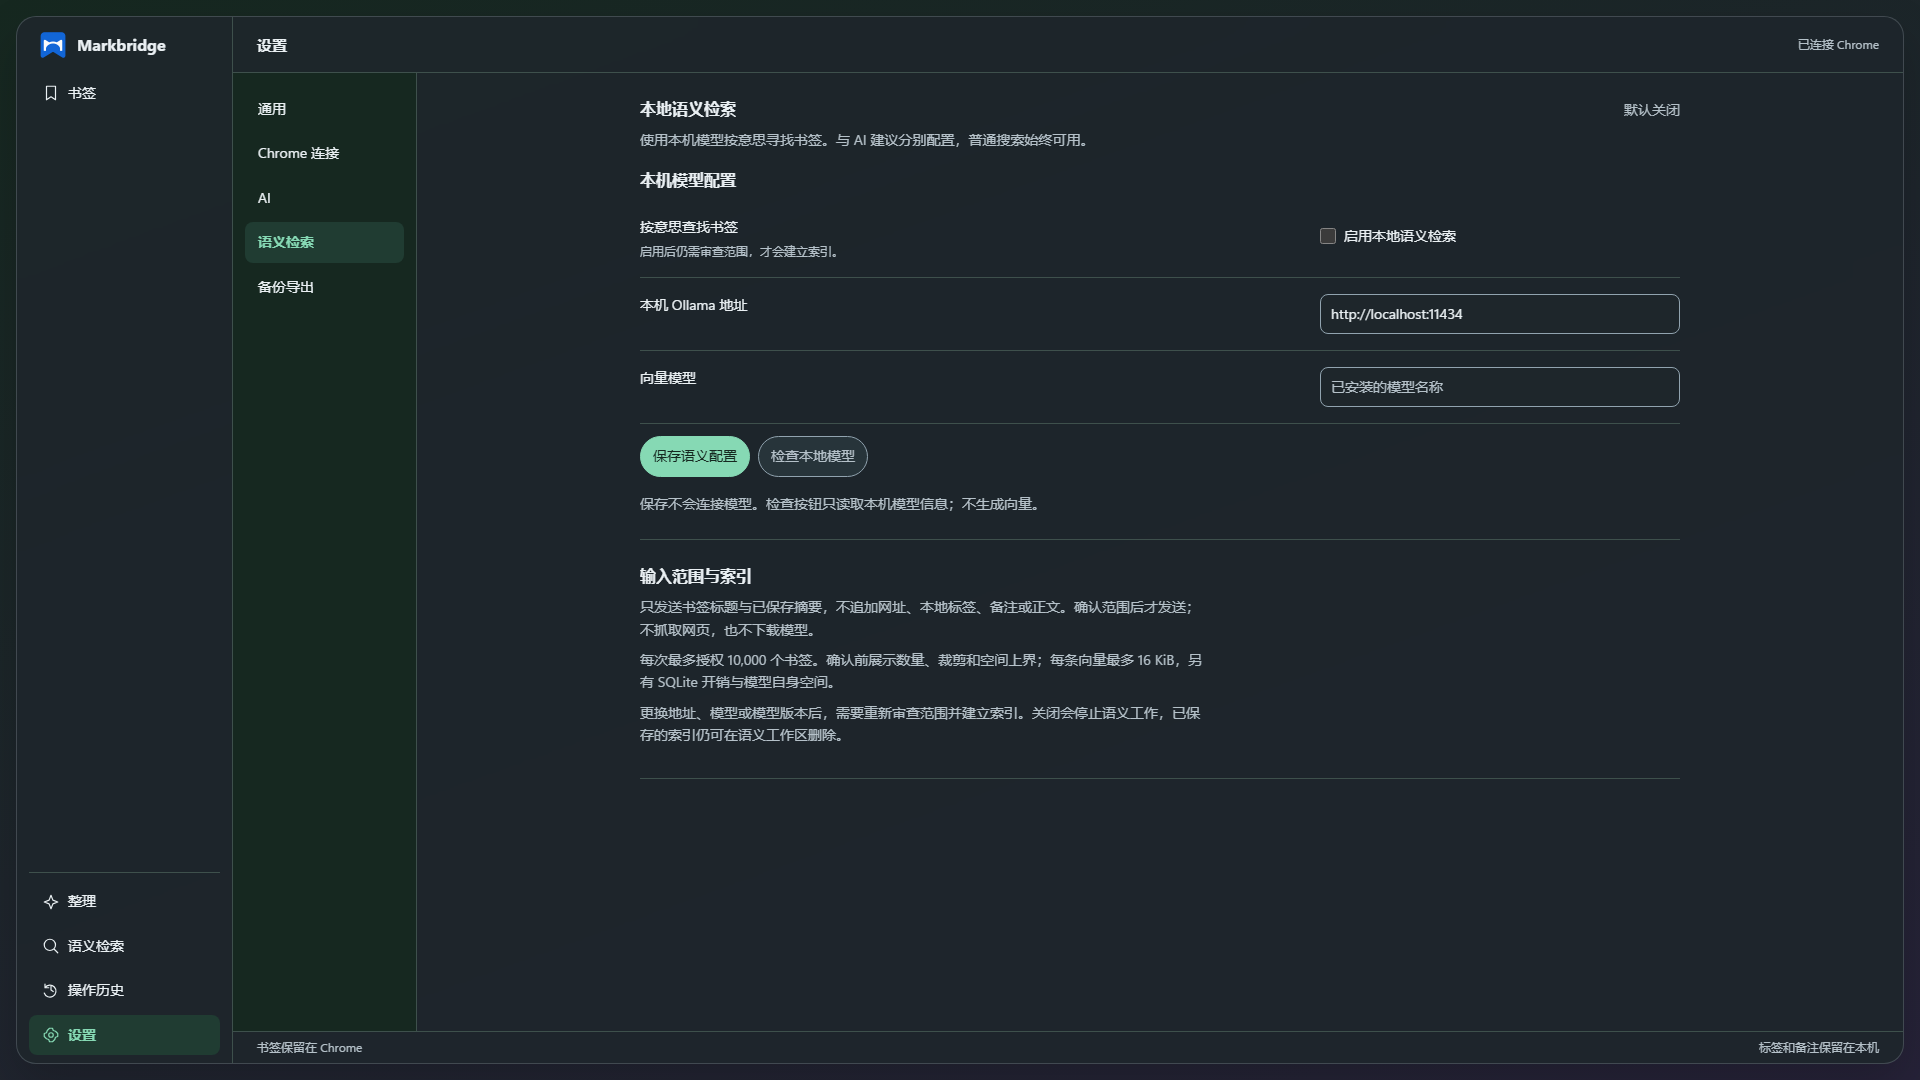 Markbridge
书签
整理
语义检索
操作历史
设置
设置
已连接 Chrome
通用
Chrome 连接
AI
语义检索
备份导出
本地语义检索
默认关闭
使用本机模型按意思寻找书签。与 AI 建议分别配置，普通搜索始终可用。
本机模型配置
按意思查找书签
启用后仍需审查范围，才会建立索引。
启用本地语义检索
本机 Ollama 地址
http://localhost:11434
向量模型
已安装的模型名称
保存语义配置
检查本地模型
保存不会连接模型。检查按钮只读取本机模型信息；不生成向量。
输入范围与索引
只发送书签标题与已保存摘要，不追加网址、本地标签、备注或正文。确认范围后才发送；
不抓取网页，也不下载模型。
每次最多授权 10,000 个书签。确认前展示数量、裁剪和空间上界；每条向量最多 16 KiB，另
有 SQLite 开销与模型自身空间。
更换地址、模型或模型版本后，需要重新审查范围并建立索引。关闭会停止语义工作，已保
存的索引仍可在语义工作区删除。
书签保留在 Chrome
标签和备注保留在本机